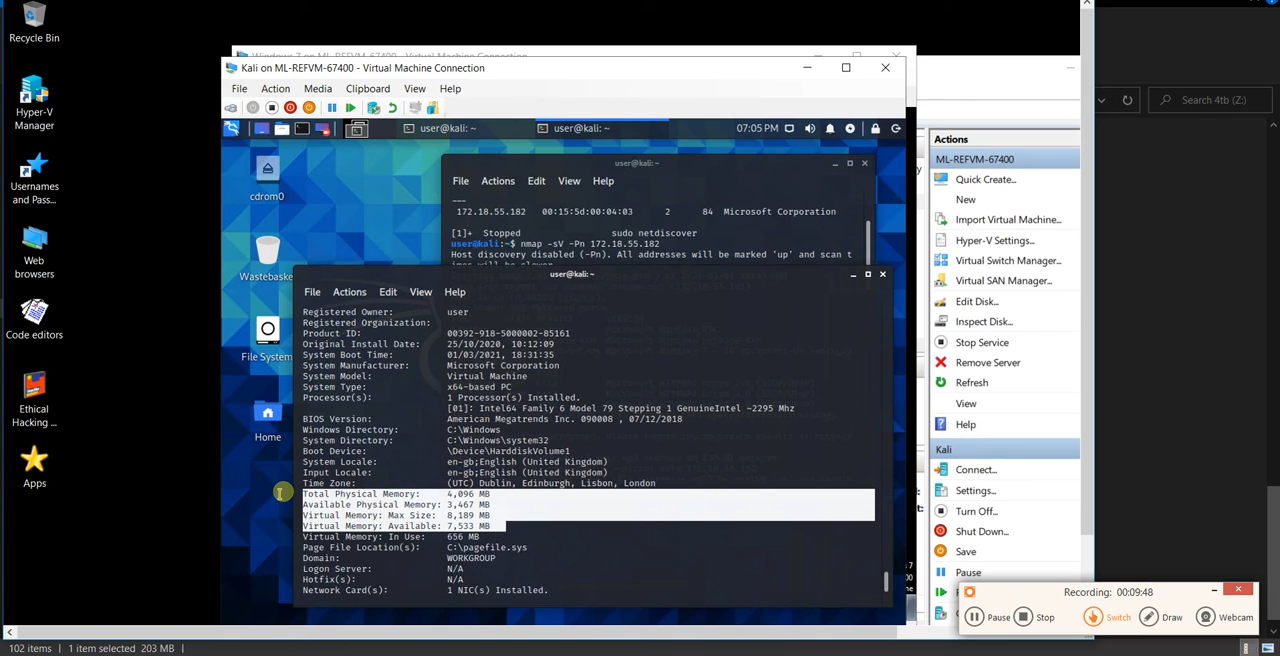 Recycle Bin
Hyper-V
Manager
Usernames
and Pass...
Web
browsers
Code editors
Ethical
Hacking ...
Apps
Windows 7 on ML-REFVM-67400 - Virtual Machine Connection
Kali on ML-REFVM-67400 - Virtual Machine Connection
File Action Media Clipboard View Help
user@kali: ~
user@kali: ~
07:05 PM
cdrom0
Wastebaske
File System
Home
user@kali: ~
File Actions Edit View Help
---
172.18.55.182 00:15:5d:00:04:03 2 84 Microsoft Corporation
[1]+ Stopped sudo netdiscover
user@kali:~$ nmap -sV -Pn 172.18.55.182
Host discovery disabled (-Pn). All addresses will be marked 'up' and scan t
imes will be slower.
user@kali: ~
File Actions Edit View Help
Registered Owner: user
Registered Organization:
Product ID: 00392-918-5000002-85161
Original Install Date: 25/10/2020, 10:12:09
System Boot Time: 01/03/2021, 18:31:35
System Manufacturer: Microsoft Corporation
System Model: Virtual Machine
System Type: x64-based PC
Processor(s): 1 Processor(s) Installed.
[01]: Intel64 Family 6 Model 79 Stepping 1 GenuineIntel ~2295 Mhz
BIOS Version: American Megatrends Inc. 090008 , 07/12/2018
Windows Directory: C:\Windows
System Directory: C:\Windows\system32
Boot Device: \Device\HarddiskVolume1
System Locale: en-gb;English (United Kingdom)
Input Locale: en-gb;English (United Kingdom)
Time Zone: (UTC) Dublin, Edinburgh, Lisbon, London
Total Physical Memory: 4,096 MB
Available Physical Memory: 3,467 MB
Virtual Memory: Max Size: 8,189 MB
Virtual Memory: Available: 7,533 MB
Virtual Memory: In Use: 656 MB
Page File Location(s): C:\pagefile.sys
Domain: WORKGROUP
Logon Server: N/A
Hotfix(s): N/A
Network Card(s): 1 NIC(s) Installed.
Actions
ML-REFVM-67400
Quick Create...
New
Import Virtual Machine...
Hyper-V Settings...
Virtual Switch Manager...
Virtual SAN Manager...
Edit Disk...
Inspect Disk...
Stop Service
Remove Server
Refresh
View
Help
Kali
Connect...
Settings...
Turn Off...
Shut Down...
Save
Pause
Search 4tb (Z:)
Recording: 00:09:48
Pause Stop Switch Draw Webcam
102 items 1 item selected 203 MB